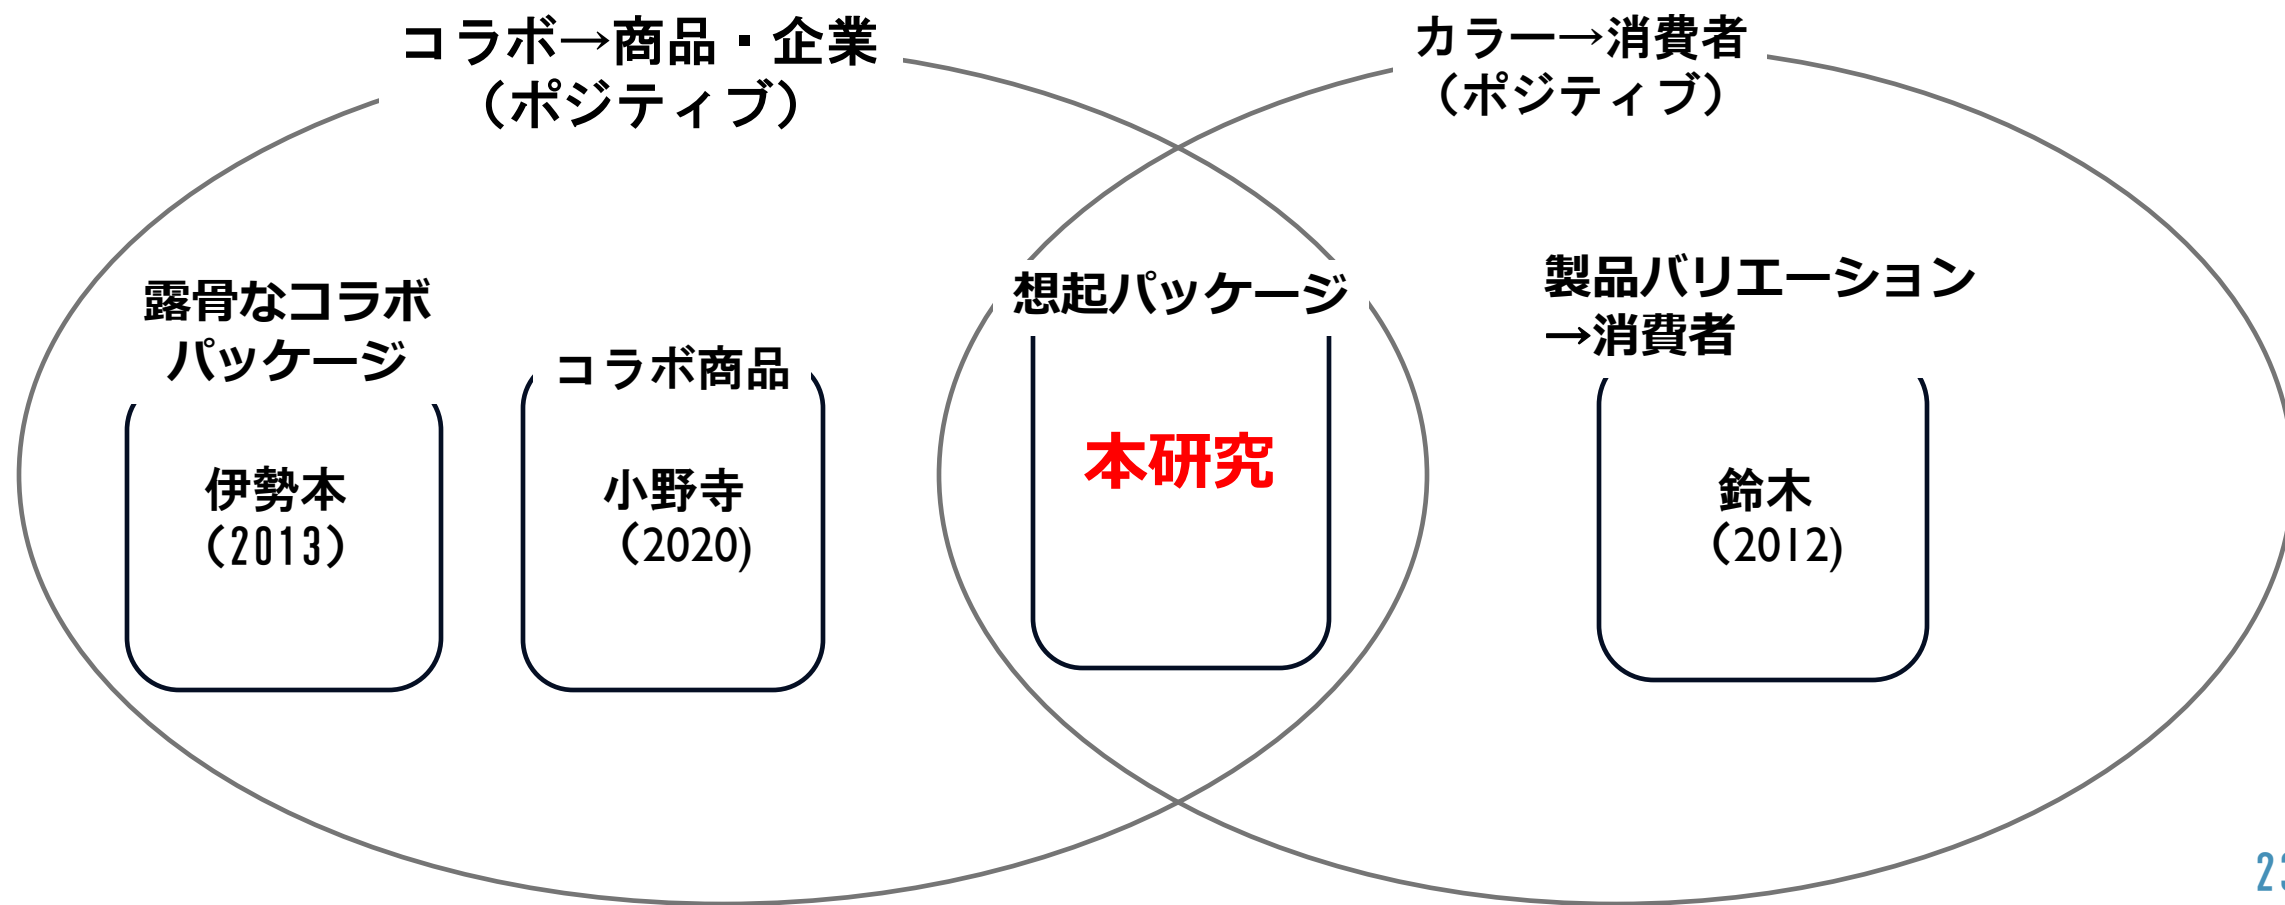 コラボ→商品・企業
（ポジティブ）
カラー→消費者
（ポジティブ）
露骨なコラボ
パッケージ
伊勢本
（2013）
コラボ商品
小野寺
（2020)
想起パッケージ
本研究
製品バリエーション
→消費者
鈴木
（2012)